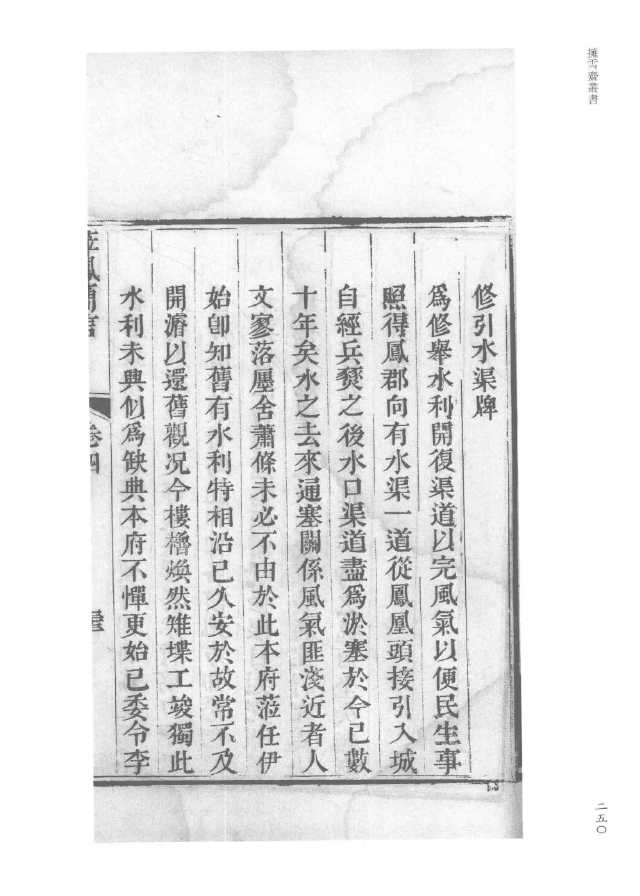 擁雪齋叢書
修引水渠牌
爲修舉水利開復渠道以完風氣以便民生事
照得鳳郡向有水渠一道從鳳凰頭接引入城
自經兵燹之後水口渠道盡爲淤塞於今已數
十年矣水之去來通塞關係風氣匪淺近者人
文寥落廛舍蕭條未必不由於此本府蒞任伊
始卽知舊有水利特相沿已久安於故常不及
開濬以還舊觀况今樓櫓煥然雉堞工竣獨此
水利未興似爲缺典本府不憚更始已委令李
卷四
二五〇